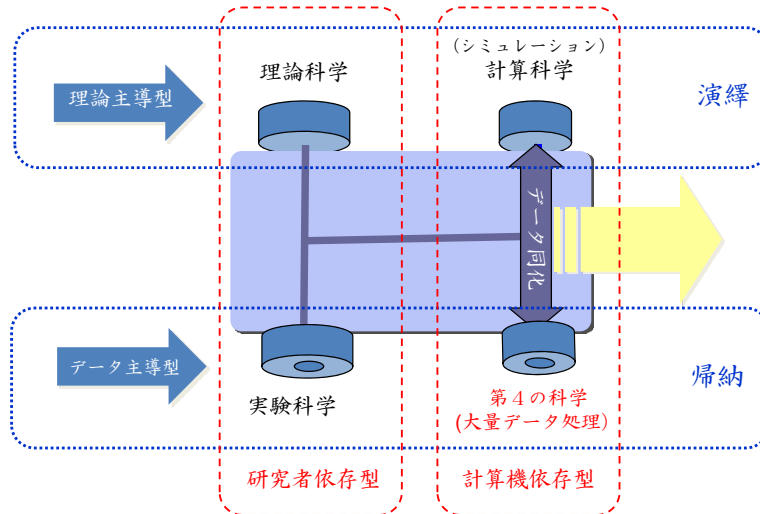 （シミュレーション）
理論科学
計算科学
理論主導型
演繹
データ同化
データ主導型
帰納
実験科学
第４の科学
(大量データ処理)
研究者依存型
計算機依存型